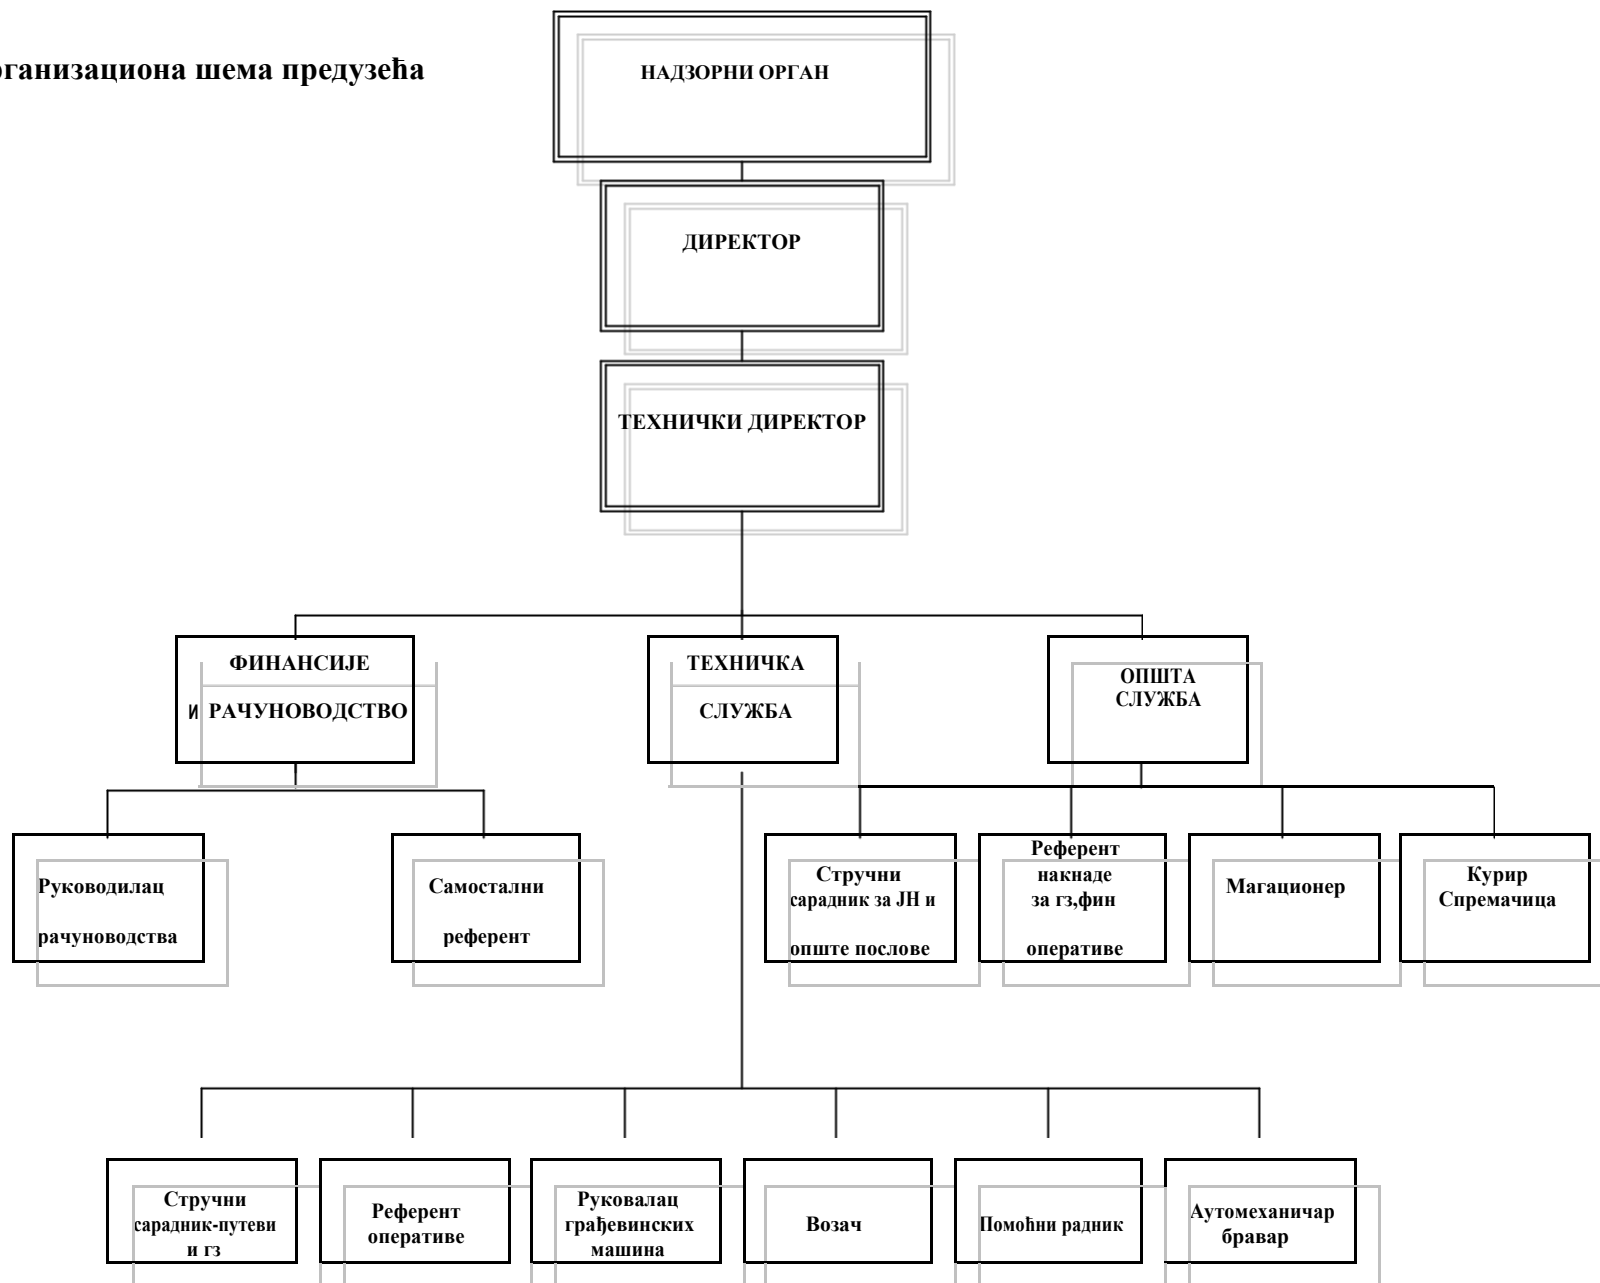 рганизациона шема предузећа
НАДЗОРНИ ОРГАН
ДИРЕКТОР
ТЕХНИЧКИ ДИРЕКТОР
ФИНАНСИЈЕ
И РАЧУНОВОДСТВО
ТЕХНИЧКА
СЛУЖБА
ОПШТА
СЛУЖБА
Руководилац
рачуноводства
Самостални
референт
Стручни
сарадник за ЈН и
опште послове
Референт
накнаде
за гз,фин
оперативе
Магационер
Курир
Спремачица
Стручни
сарадник-путеви
и гз
Референт
оперативе
Руковалац
грађевинских
машина
Возач
Помоћни радник
Аутомеханичар
бравар